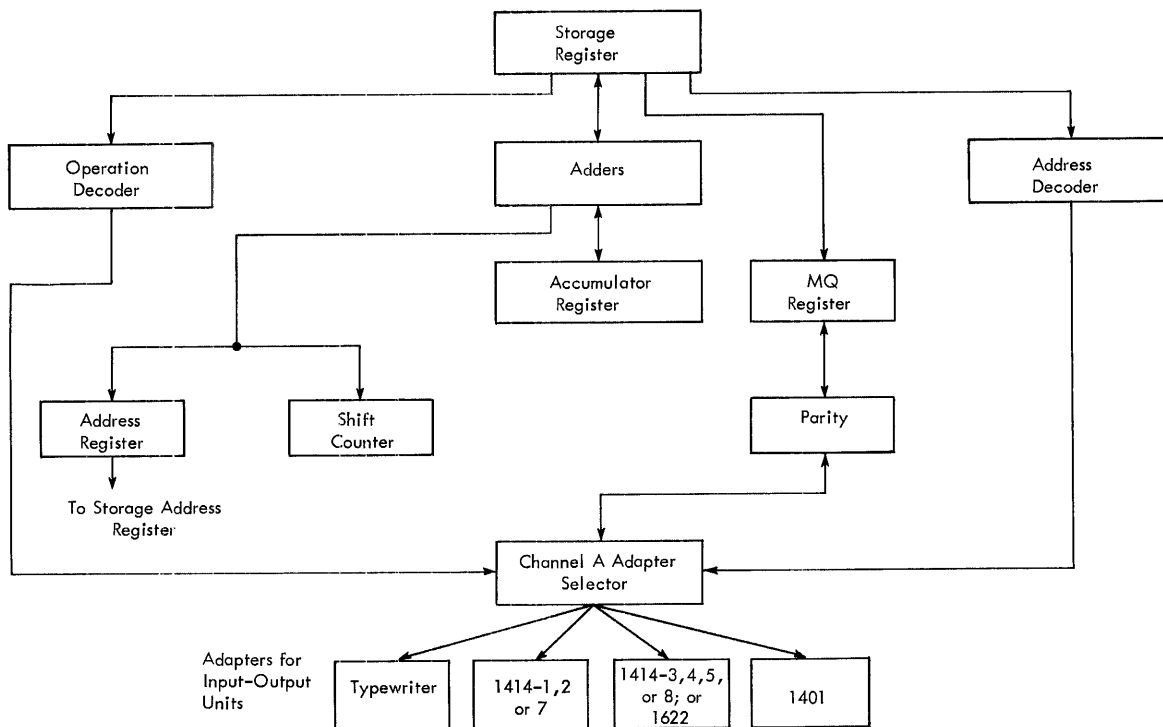 Storage
Register
Operation
Decoder
Adders
Address
Decoder
Accumulator
Register
MQ
Register
Address
Register
Shift
Counter
Parity
To Storage Address
Register
Channel A Adapter
Selector
Adapters for
Input-Output
Units
Typewriter
1414-1,2
or 7
1414-3,4,5,
or 8; or
1622
1401